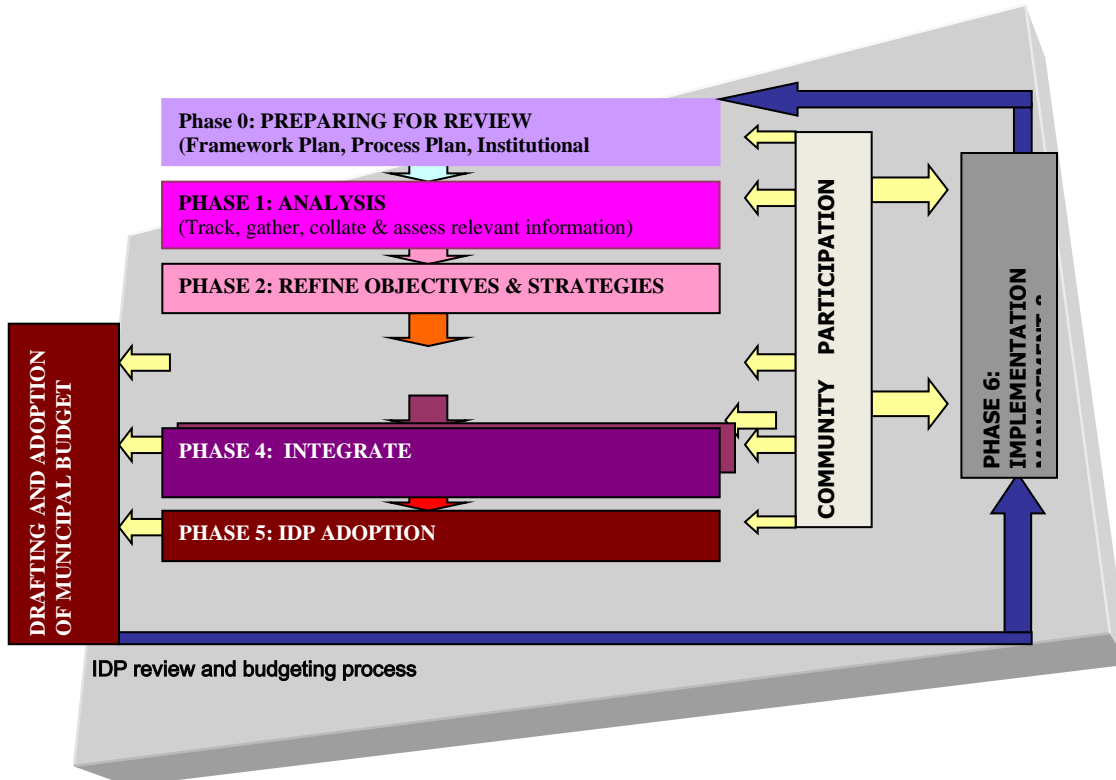 Phase 0: PREPARING FOR REVIEW
(Framework Plan, Process Plan, Institutional
PHASE 1: ANALYSIS
(Track, gather, collate & assess relevant information)
PHASE 2: REFINE OBJECTIVES & STRATEGIES
PHASE 4: INTEGRATE
PHASE 5: IDP ADOPTION
DRAFTING AND ADOPTION
OF MUNICIPAL BUDGET
COMMUNITY PARTICIPATION
PHASE 6:
IMPLEMENTATION
IDP review and budgeting process